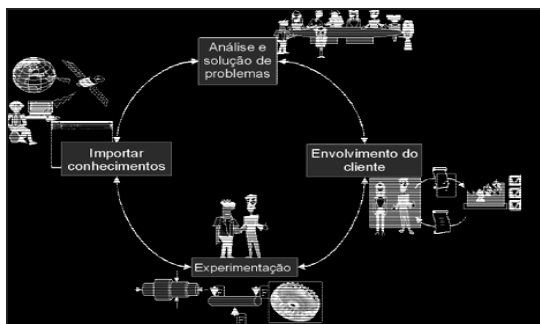 Análise e
solução de
problemas
Importar
conhecimentos
Envolvimento do
cliente
Experimentação